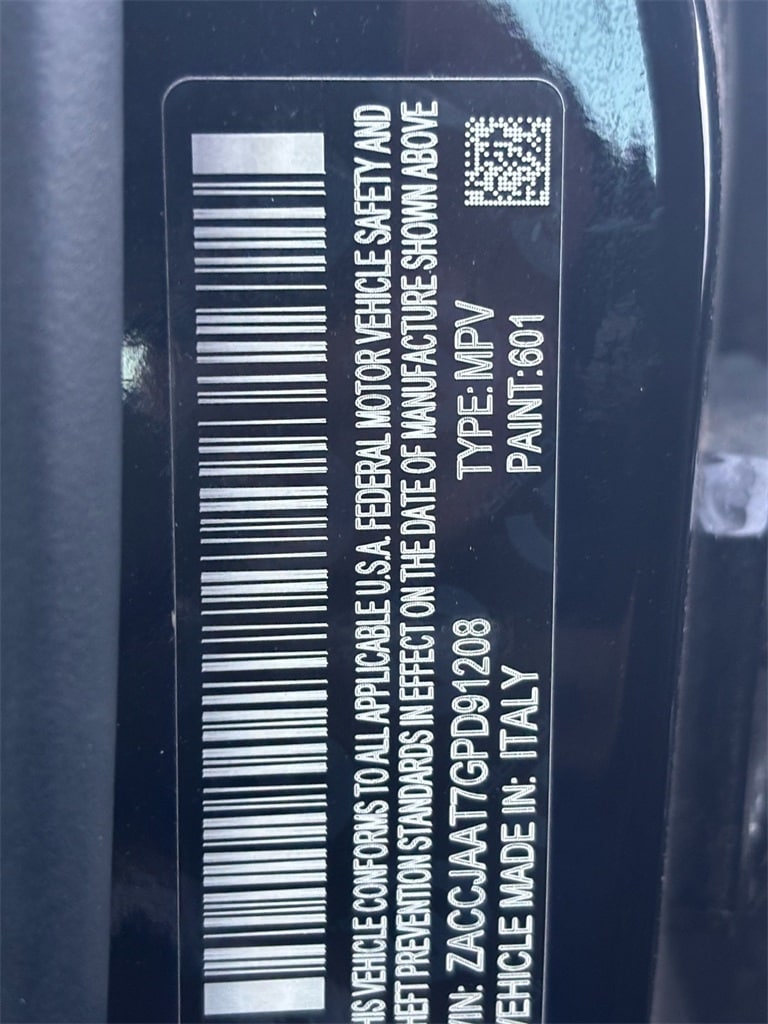 HIS VEHICLE CONFORMS TO ALL APPLICABLE U.S.A. FEDERAL MOTOR VEHICLE SAFETY AND
HEFT PREVENTION STANDARDS IN EFFECT ON THE DATE OF MANUFACTURE SHOWN ABOVE
VIN: ZACCJAAT7GPD91208 TYPE: MPV
VEHICLE MADE IN: ITALY PAINT:601